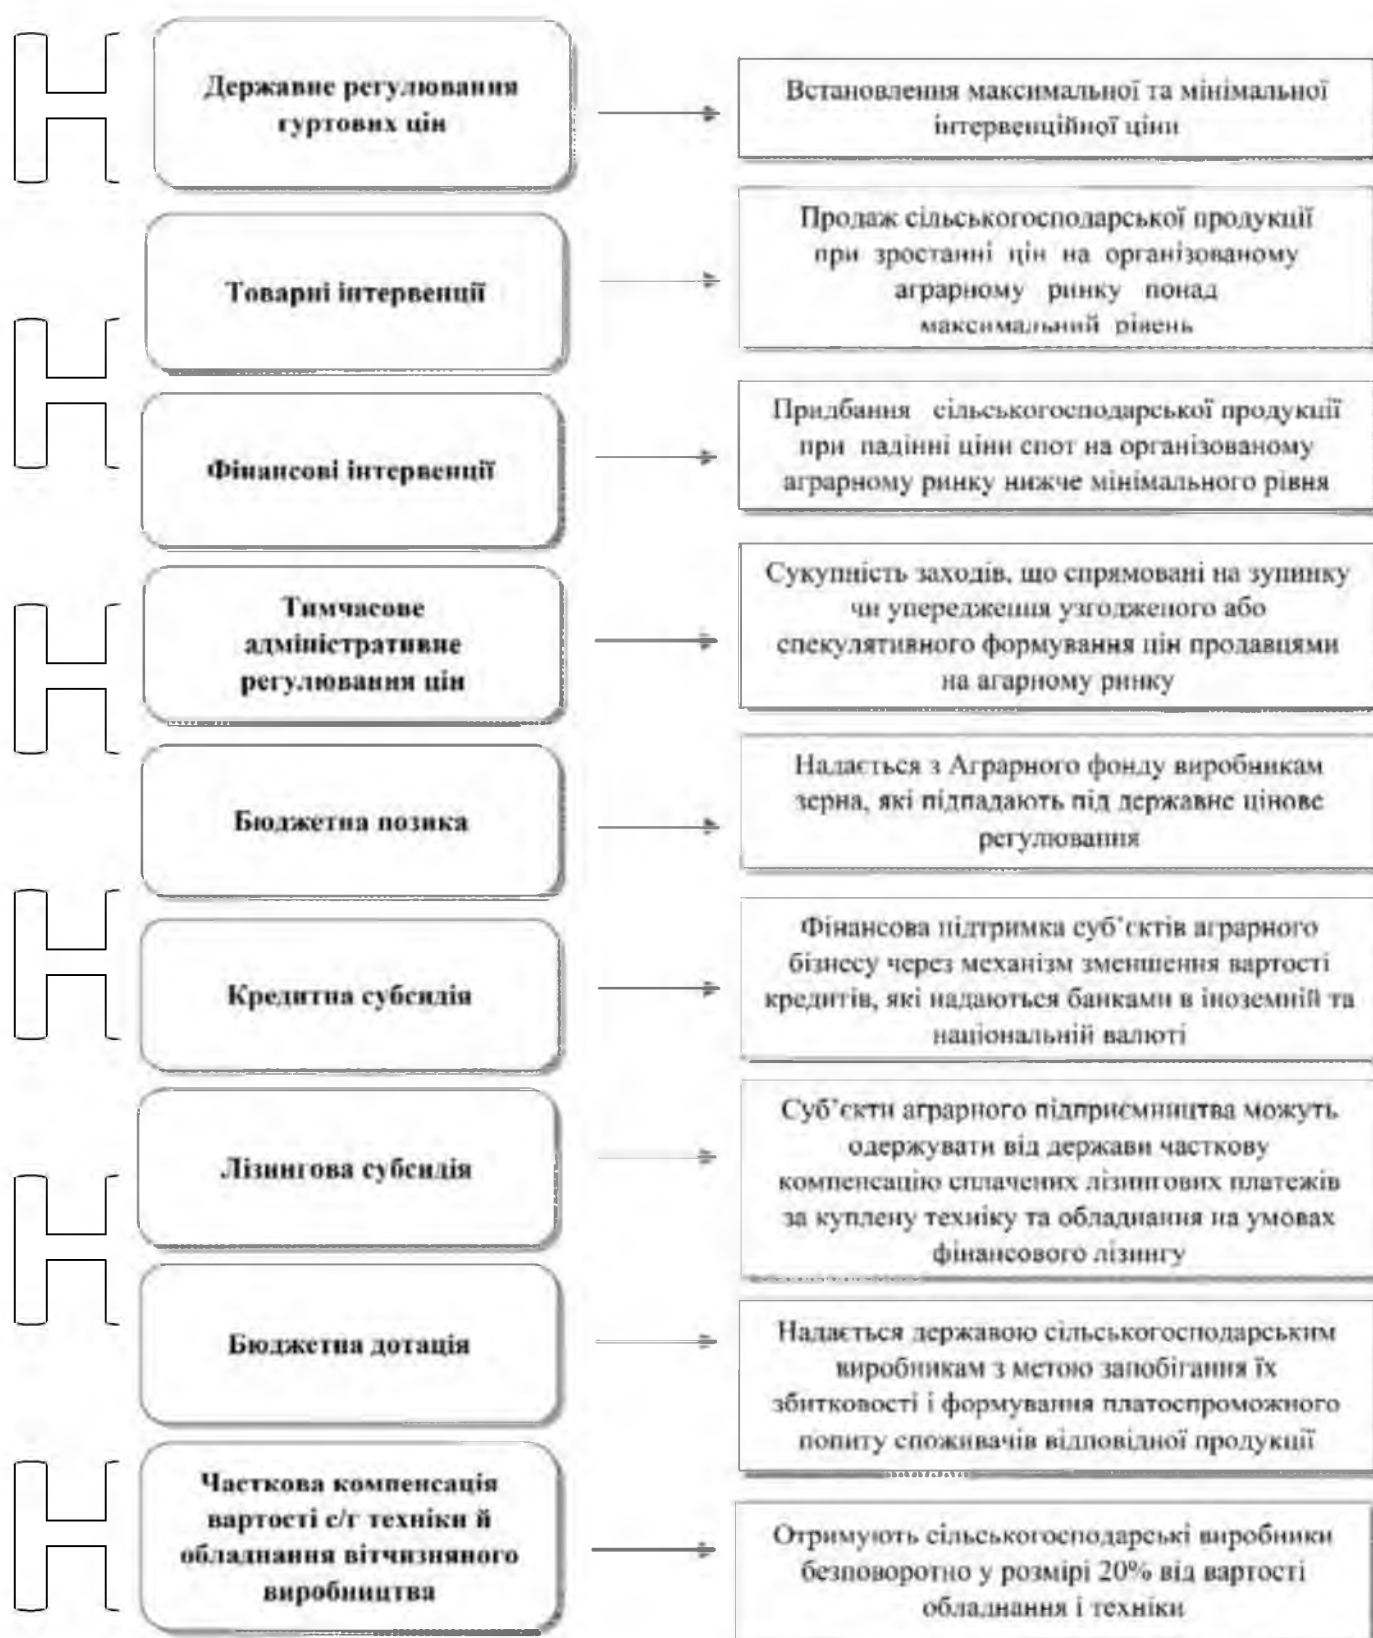 Державне регулювання
гуртових цін
Встановлення максимальної та мінімальної
інтервенційної ціни
Товарні інтервенції
Продаж сільськогосподарської продукції
при зростанні цін на організованому
аграрному ринку понад
максимальний рівень
Фінансові інтервенції
Придбання сільськогосподарської продукції
при падінні ціни спот на організованому
аграрному ринку нижче мінімального рівня
Тимчасове
адміністративне
регулювання цін
Сукупність заходів, що спрямовані на зупинку
чи упередження узгодженого або
спекулятивного формування цін продавцями
на агарному ринку
Бюджетна позика
Надається з Аграрного фонду виробникам
зерна, які підпадають під державне цінове
регулювання
Кредитна субсидія
Фінансова підтримка суб’єктів аграрного
бізнесу через механізм зменшення вартості
кредитів, які надаються банками в іноземній та
національній валюті
Лізингова субсидія
Суб’єкти аграрного підприємництва можуть
одержувати від держави часткову
компенсацію сплачених лізингових платежів
за куплену техніку та обладнання на умовах
фінансового лізингу
Бюджетна дотація
Надається державою сільськогосподарським
виробникам з метою запобігання їх
збитковості і формування платоспроможного
попиту споживачів відповідної продукції
Часткова компенсація
вартості с/г техніки й
обладнання вітчизняного
виробництва
Отримують сільськогосподарські виробники
безповоротно у розмірі 20% від вартості
обладнання і техніки